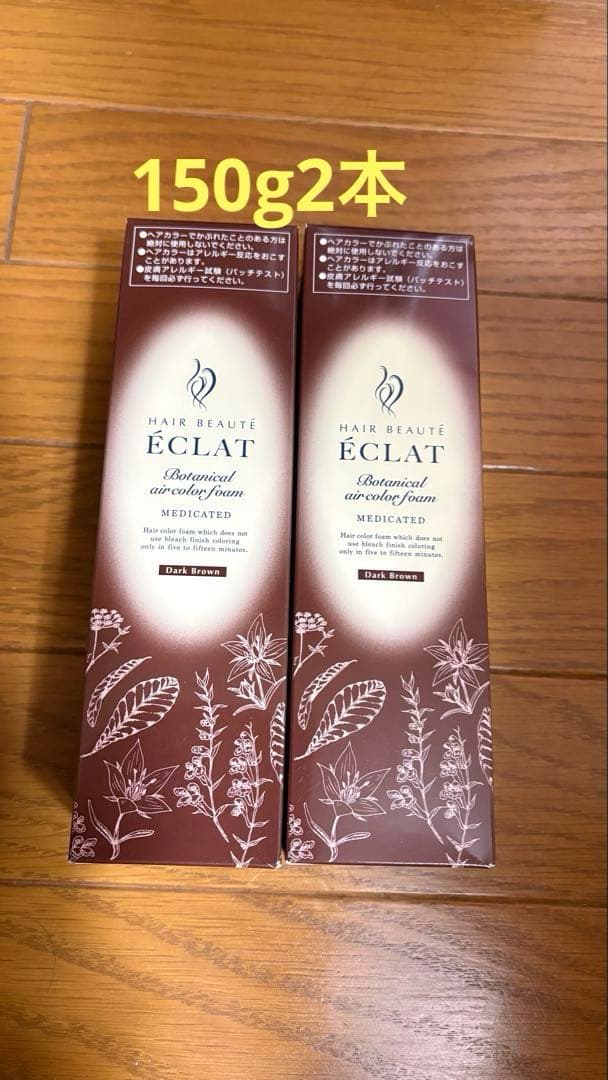 150g2本
●ヘアカラーでかぶれたことのある方は
絶対に使用しないでください。
●ヘアカラーはアレルギー反応をおこす
ことがあります。
●皮膚アレルギー試験（パッチテスト）
を毎回必ず行ってください。
HAIR BEAUTÉ
ÉCLAT
Botanical
air color foam
MEDICATED
Hair color foam which does not
use bleach finish coloring
only in five to fifteen minutes.
Dark Brown
●ヘアカラーでかぶれたことのある方は
絶対に使用しないでください。
●ヘアカラーはアレルギー反応をおこす
ことがあります。
●皮膚アレルギー試験（パッチテスト）
を毎回必ず行ってください。
HAIR BEAUTÉ
ÉCLAT
Botanical
air color foam
MEDICATED
Hair color foam which does not
use bleach finish coloring
only in five to fifteen minutes.
Dark Brown